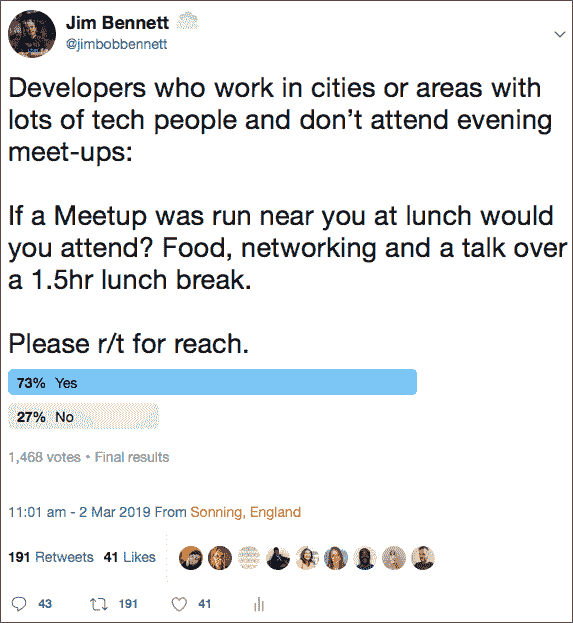 Jim Bennett
@jimbobbennett
Developers who work in cities or areas with
lots of tech people and don’t attend evening
meet-ups:
If a Meetup was run near you at lunch would
you attend? Food, networking and a talk over
a 1.5hr lunch break.
Please r/t for reach.
73% Yes
27% No
1,468 votes • Final results
11:01 am - 2 Mar 2019 From Sonning, England
191 Retweets 41 Likes
43 191 41